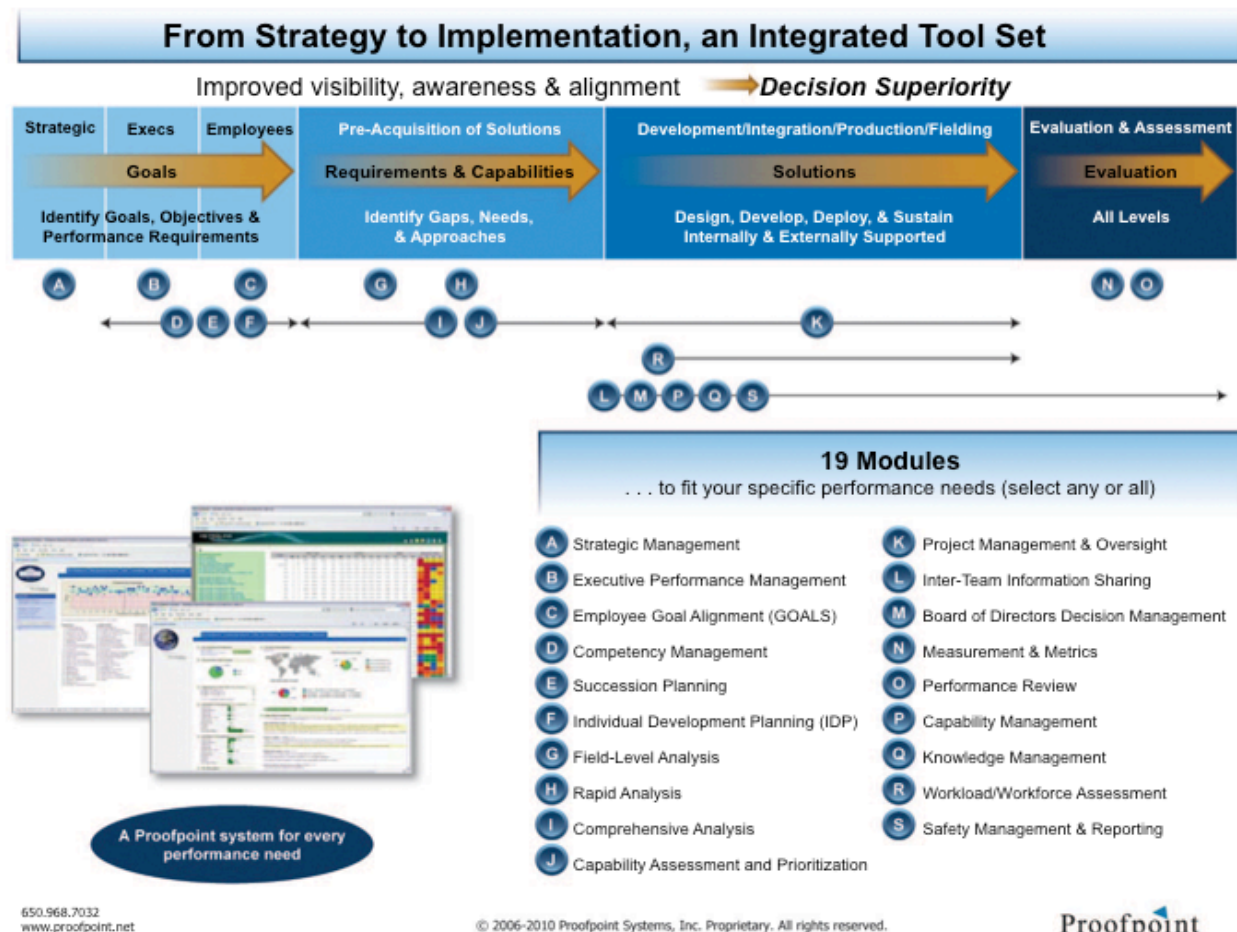 From Strategy to Implementation, an Integrated Tool Set
Improved visibility, awareness & alignment Decision Superiority
Strategic Execs Employees
Goals
Identify Goals, Objectives &
Performance Requirements
Pre-Acquisition of Solutions
Requirements & Capabilities
Identify Gaps, Needs,
& Approaches
Development/Integration/Production/Fielding
Solutions
Design, Develop, Deploy, & Sustain
Internally & Externally Supported
Evaluation & Assessment
Evaluation
All Levels
A B C G H N O
D E F I J K
R
L M P Q S
19 Modules
. . . to fit your specific performance needs (select any or all)
A Strategic Management
B Executive Performance Management
C Employee Goal Alignment (GOALS)
D Competency Management
E Succession Planning
F Individual Development Planning (IDP)
G Field-Level Analysis
H Rapid Analysis
I Comprehensive Analysis
J Capability Assessment and Prioritization
K Project Management & Oversight
L Inter-Team Information Sharing
M Board of Directors Decision Management
N Measurement & Metrics
O Performance Review
P Capability Management
Q Knowledge Management
R Workload/Workforce Assessment
S Safety Management & Reporting
A Proofpoint system for every
performance need
650.968.7032
www.proofpoint.net
© 2006-2010 Proofpoint Systems, Inc. Proprietary. All rights reserved.
Proofpoint